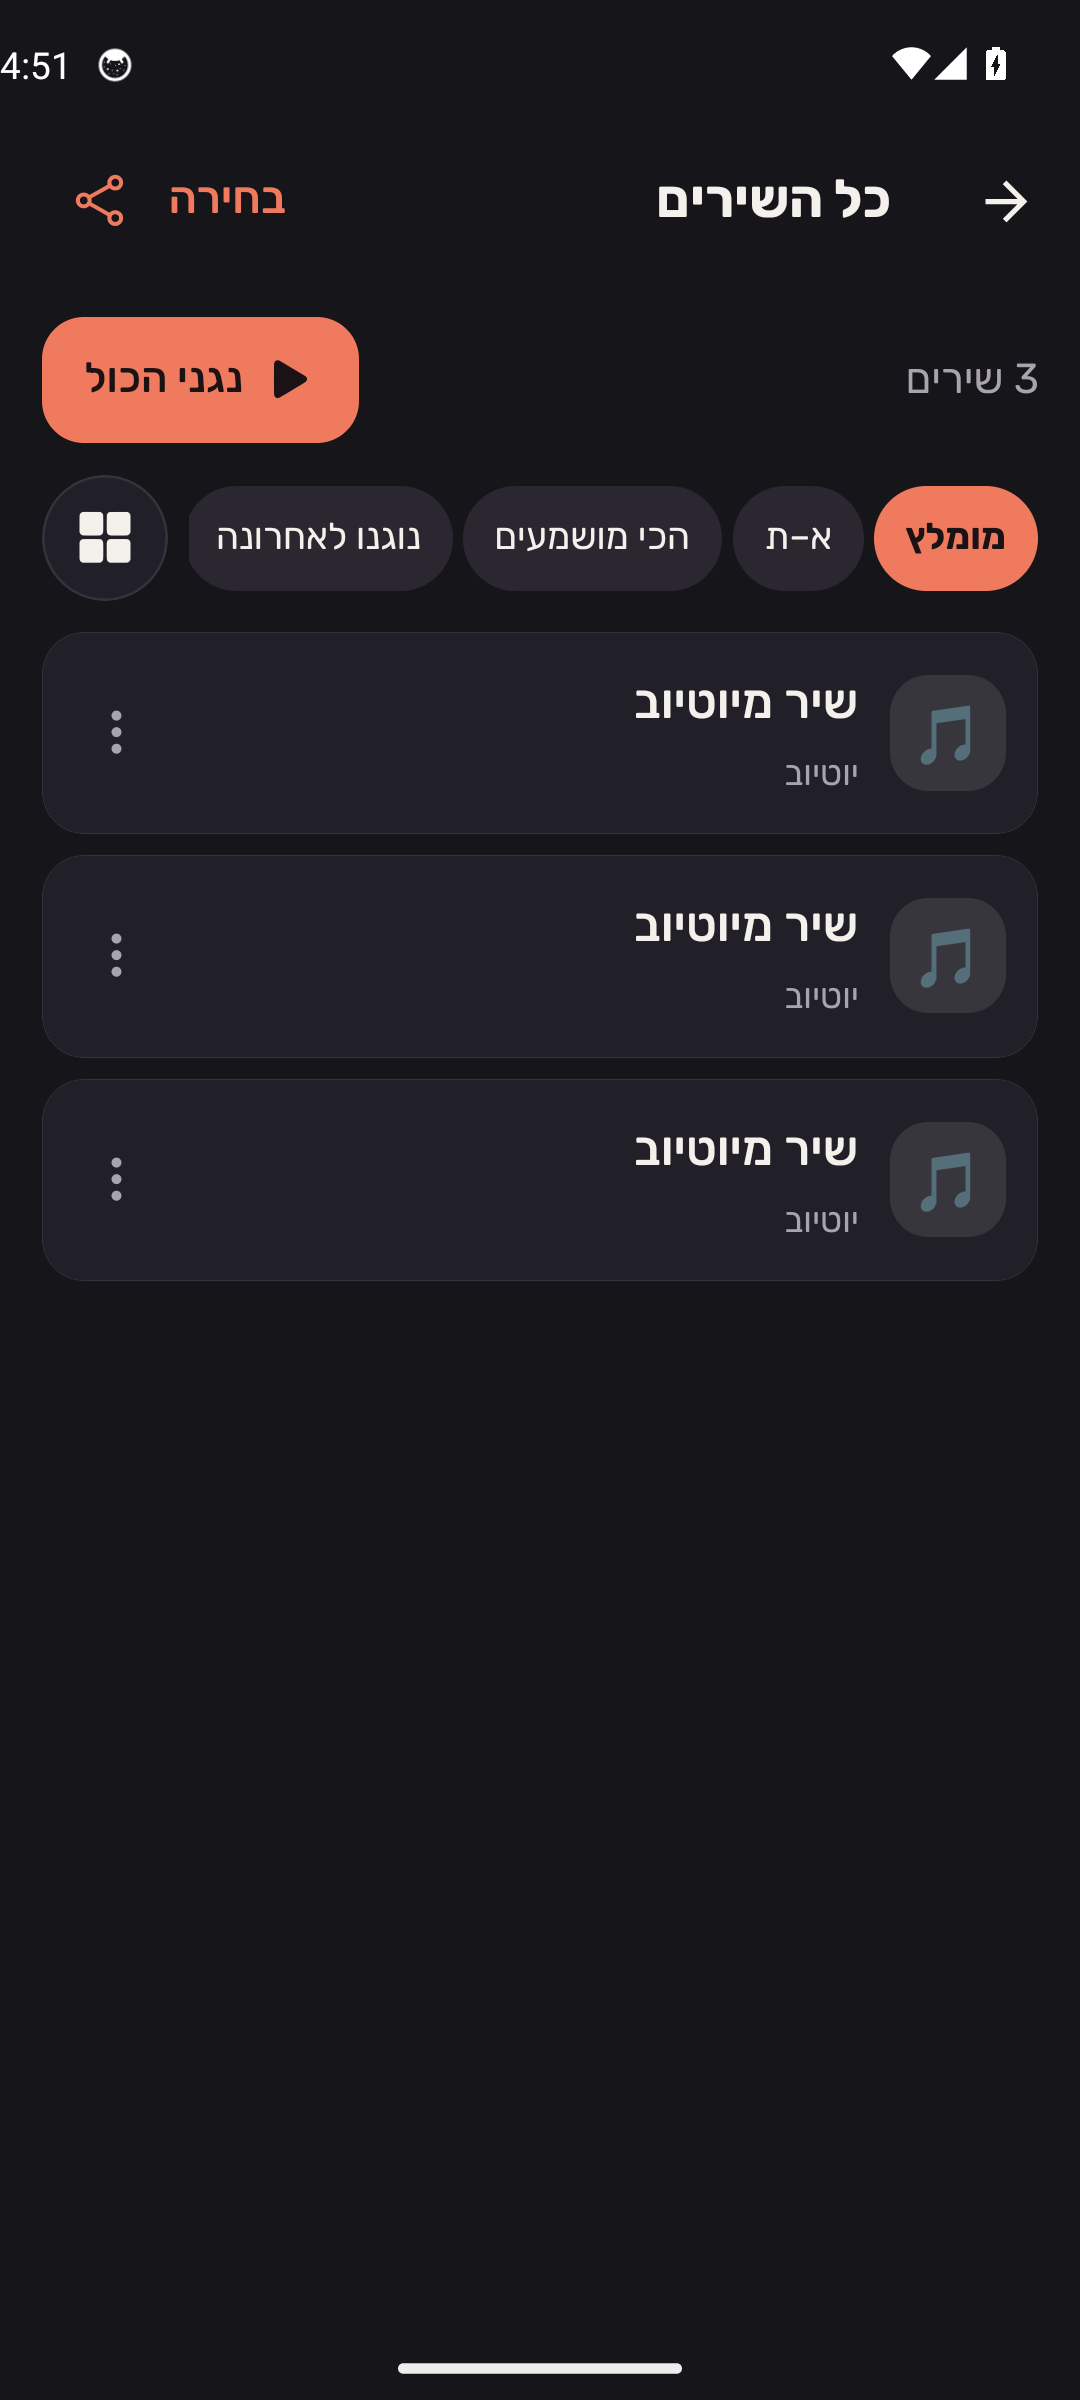 4:51
כל השירים
בחירה
3 שירים
נגני הכול
מומלץ
א-ת
הכי מושמעים
נוגנו לאחרונה
שיר מיוטיוב
יוטיוב
שיר מיוטיוב
יוטיוב
שיר מיוטיוב
יוטיוב